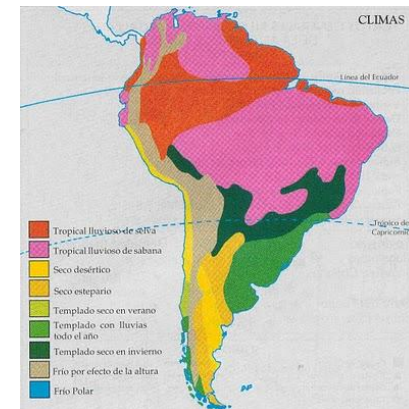 CLIMAS
Línea del Ecuador
Trópico de
Capricornio
Tropical lluvioso de selva
Tropical lluvioso de sabana
Seco desértico
Seco estepario
Templado seco en verano
Templado con lluvias
todo el año
Templado seco en invierno
Frío por efecto de la altura
Frío Polar